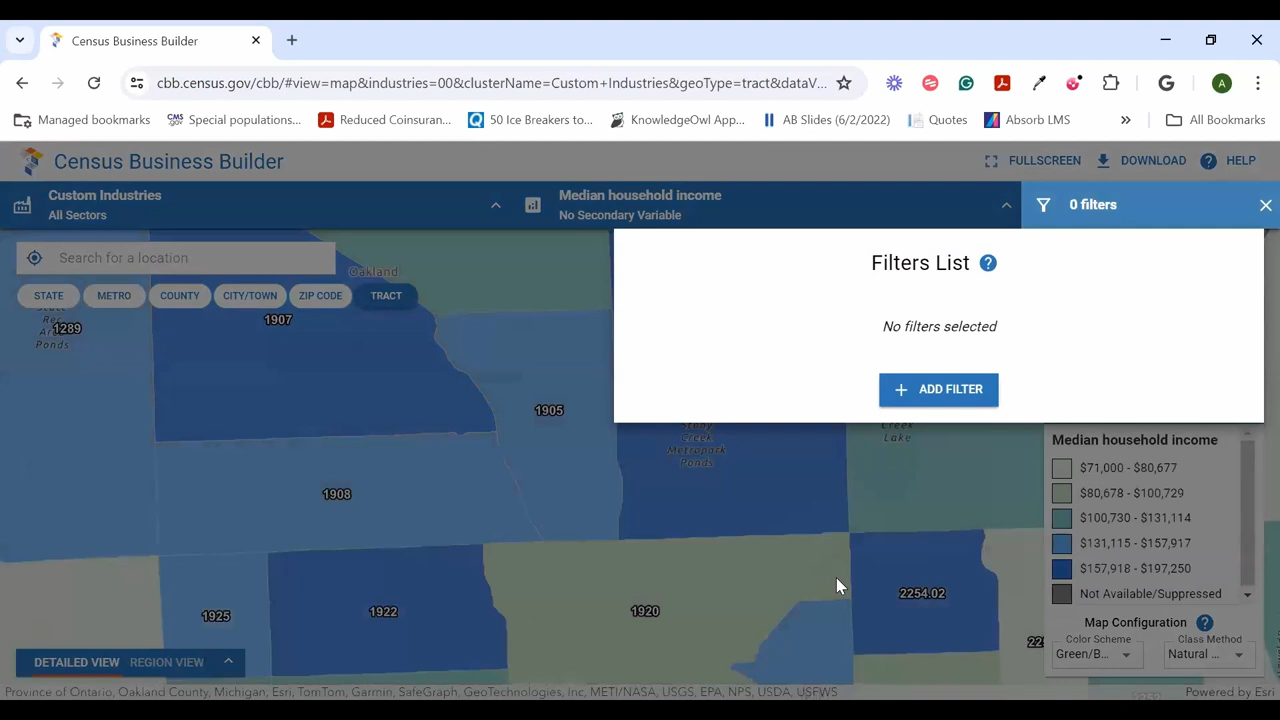 Census Business Builder
cbb.census.gov/cbb/#view=map&industries=00&clusterName=Custom+Industries&geoType=tract&dataV...
Managed bookmarks
Special populations...
Reduced Coinsuran...
50 Ice Breakers to...
KnowledgeOwl App...
AB Slides (6/2/2022)
Quotes
Absorb LMS
All Bookmarks
Census Business Builder
FULLSCREEN
DOWNLOAD
HELP
Custom Industries
All Sectors
Median household income
No Secondary Variable
0 filters
Search for a location
STATE
METRO
COUNTY
CITY/TOWN
ZIP CODE
TRACT
Filters List
No filters selected
+ ADD FILTER
Oakland
Rec
Ponds
1289
1907
1905
1908
Metropark
Ponds
Creek
Lake
1925
1922
1920
2254.02
Median household income
$71,000 - $80,677
$80,678 - $100,729
$100,730 - $131,114
$131,115 - $157,917
$157,918 - $197,250
Not Available/Suppressed
Map Configuration
Color Scheme
Green/B...
Class Method
Natural ...
DETAILED VIEW
REGION VIEW
Province of Ontario, Oakland County, Michigan, Esri, TomTom, Garmin, SafeGraph, GeoTechnologies, Inc, METI/NASA, USGS, EPA, NPS, USDA, USFWS
Powered by Esri